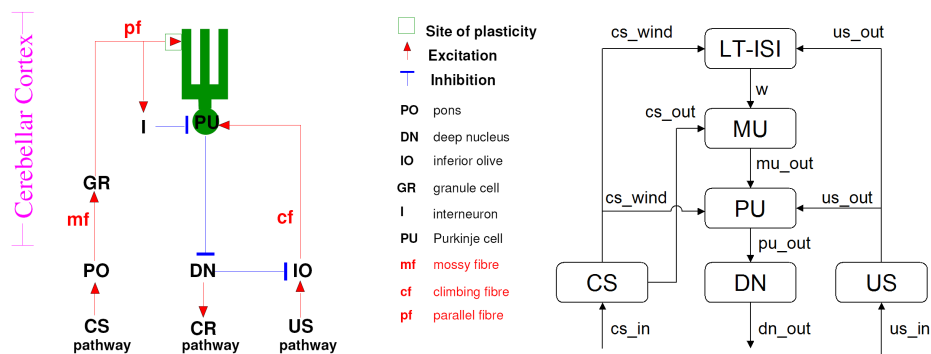 Cerebellar Cortex
pf
PU
I
GR
mf
cf
PO
DN
IO
CS
pathway
CR
pathway
US
pathway
Site of plasticity
Excitation
Inhibition
PO pons
DN deep nucleus
IO inferior olive
GR granule cell
I interneuron
PU Purkinje cell
mf mossy fibre
cf climbing fibre
pf parallel fibre
cs_wind
LT-ISI
us_out
w
cs_out
MU
mu_out
cs_wind
PU
us_out
pu_out
CS
DN
US
cs_in
dn_out
us_in